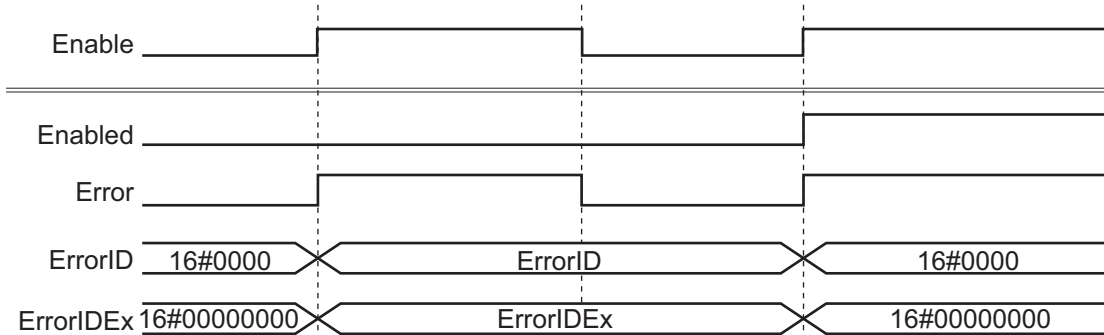 Enable
Enabled
Error
ErrorID 16#0000 ErrorID 16#0000
ErrorIDEx 16#00000000 ErrorIDEx 16#00000000